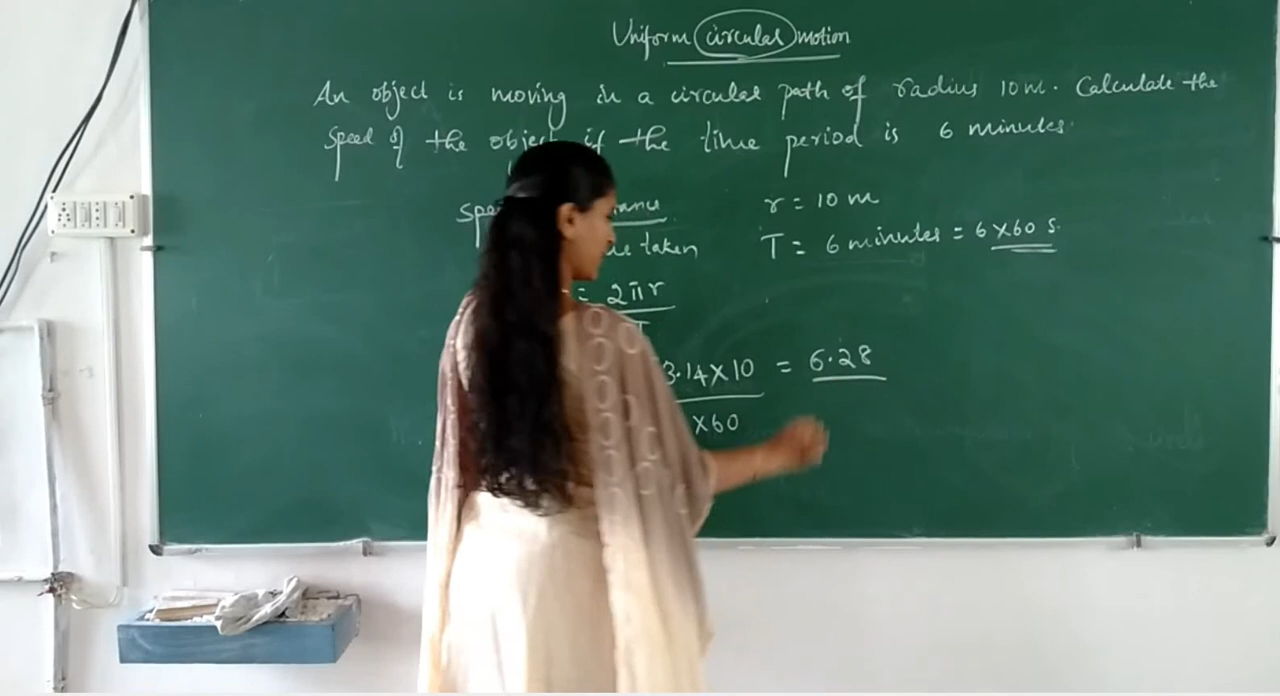 Uniform circular motion
An object is moving in a circular path of radius 10 m. Calculate the
speed of the object if the time period is 6 minutes.
r = 10 m
taken T = 6 minutes = 6 × 60 s.
= 2πr
3.14 × 10 = 6.28
× 60